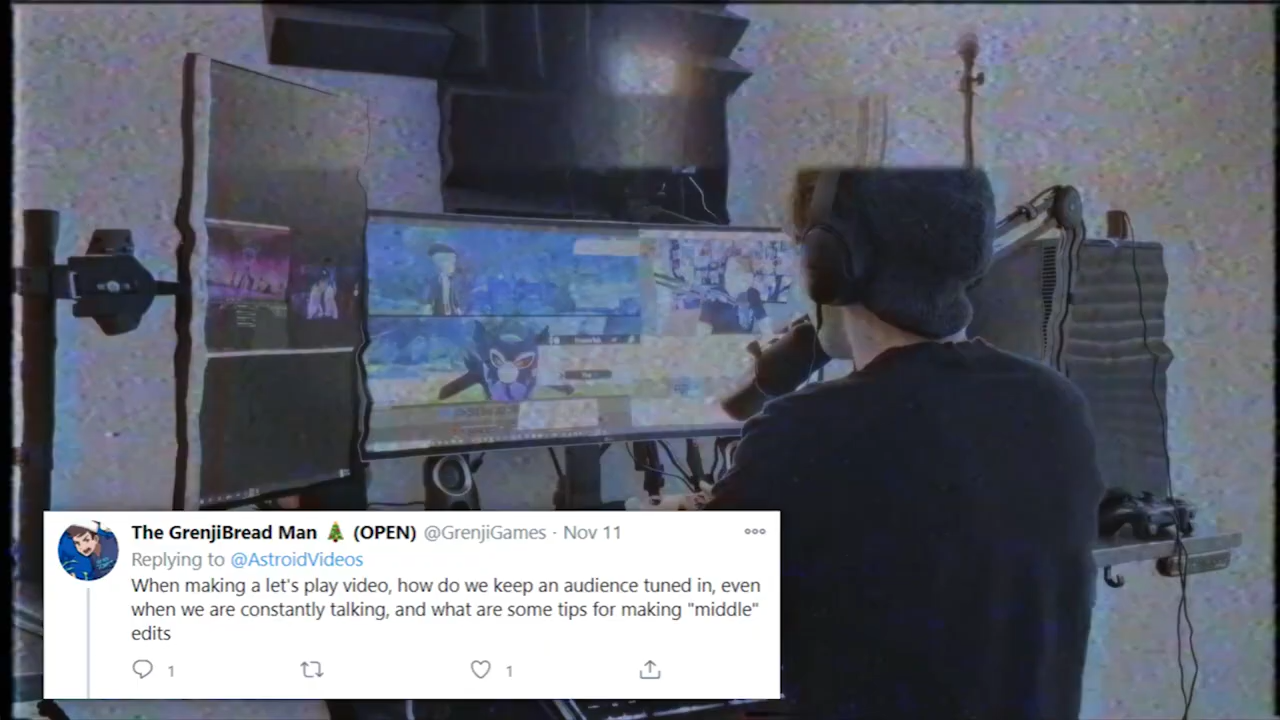 The GrenjiBread Man 🎄 (OPEN) @GrenjiGames · Nov 11
Replying to @AstroidVideos
When making a let's play video, how do we keep an audience tuned in, even
when we are constantly talking, and what are some tips for making "middle"
edits
1 1